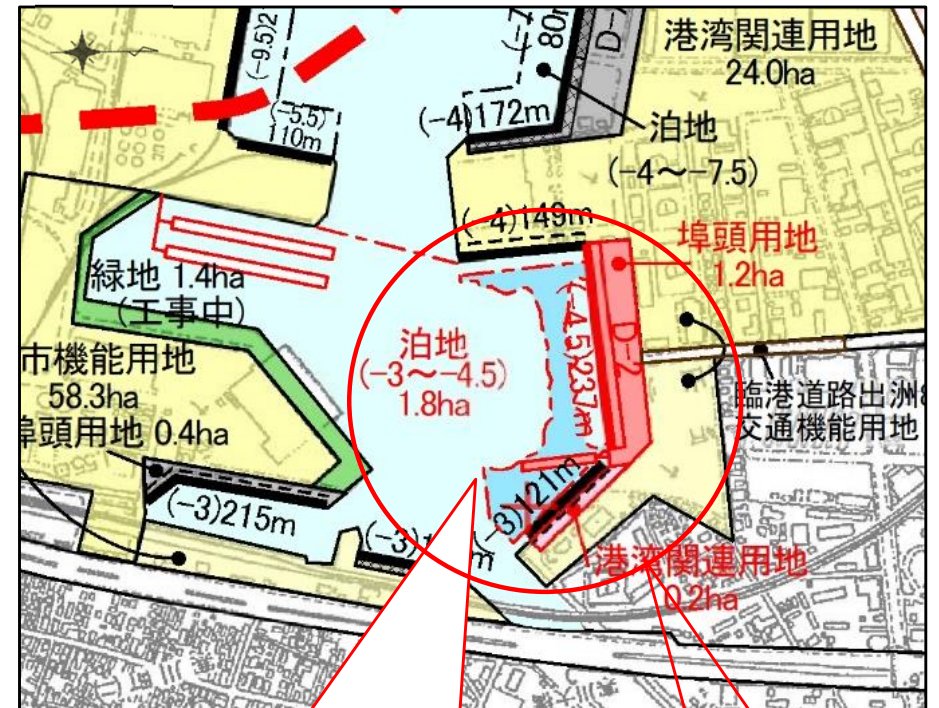 (-9.5)2
(-5.5)
110m
(-4)172m
80m
D-7
港湾関連用地
24.0ha
泊地
(-4～-7.5)
(-4)149m
埠頭用地
1.2ha
緑地 1.4ha
(工事中)
泊地
(-3～-4.5)
1.8ha
(-4.5)237m
D-2
市機能用地
58.3ha
埠頭用地 0.4ha
臨港道路出洲
交通機能用地
(-3)215m
(-3)1
m
(-3)121m
港湾関連用地
0.2ha